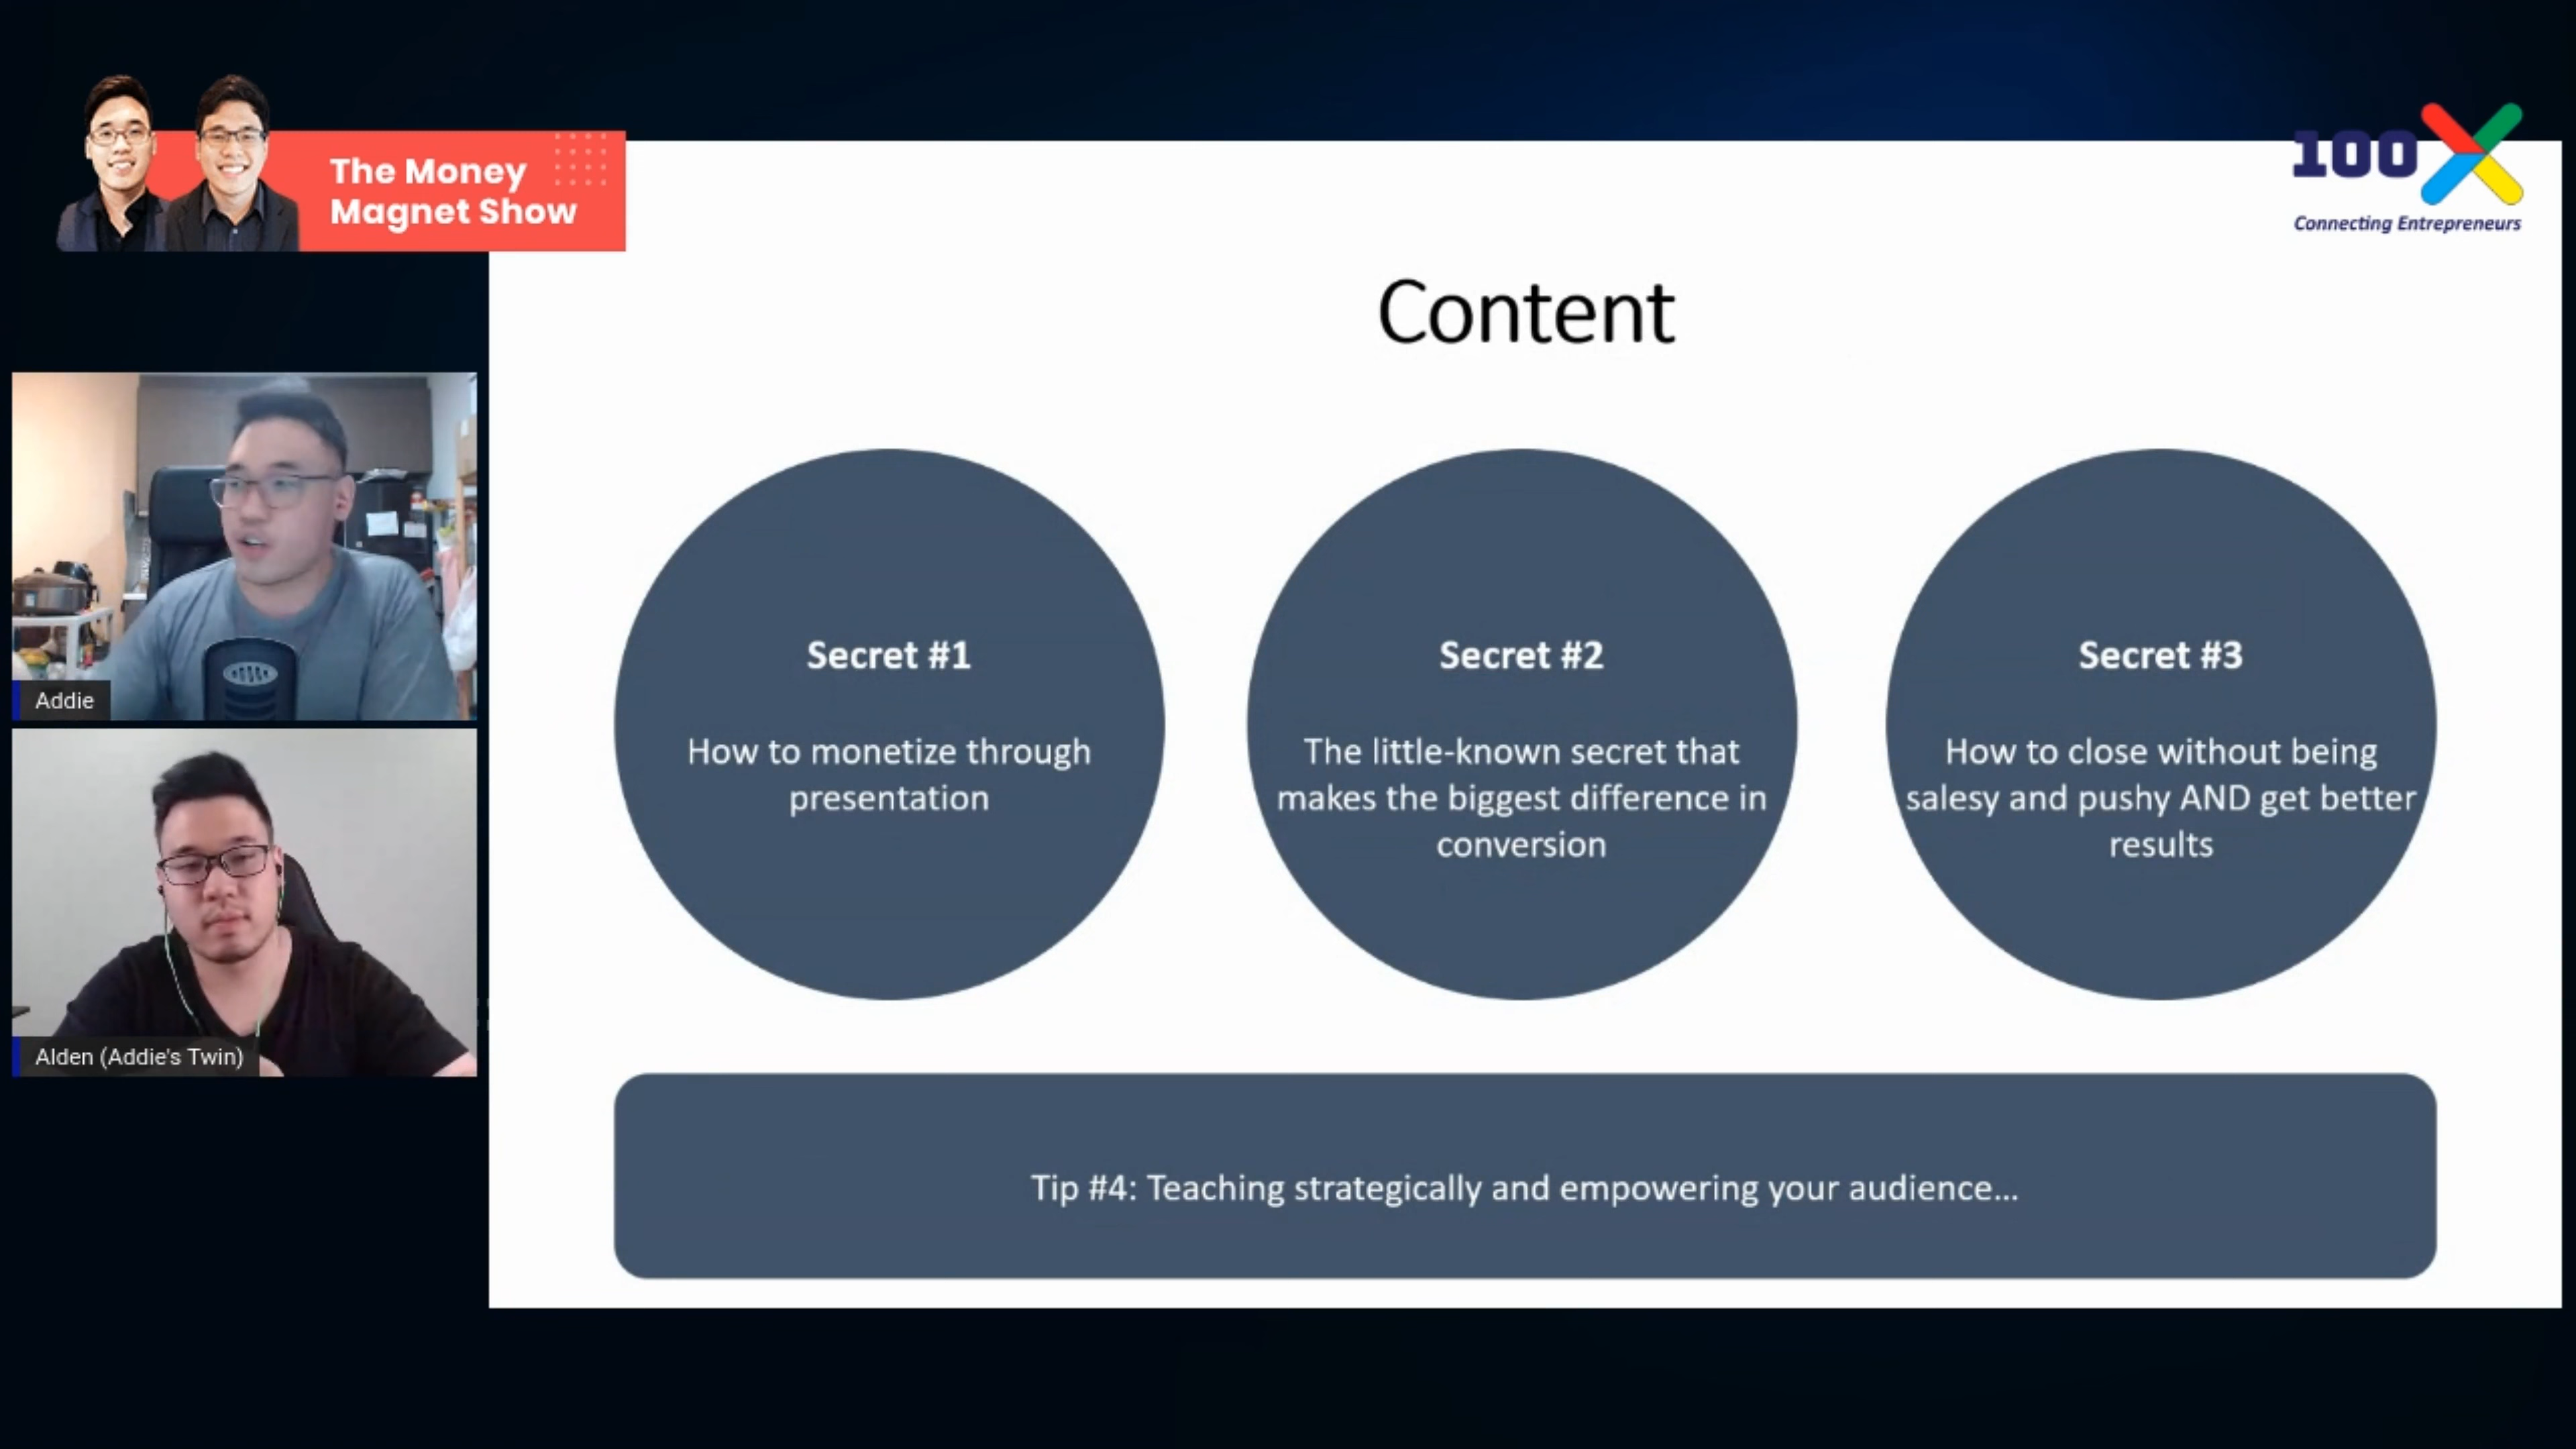 The Money
Magnet Show
100X
Connecting Entrepreneurs
Content
Secret #1
How to monetize through
presentation
Secret #2
The little-known secret that
makes the biggest difference in
conversion
Secret #3
How to close without being
salesy and pushy AND get better
results
Tip #4: Teaching strategically and empowering your audience...
Addie
Alden (Addie's Twin)